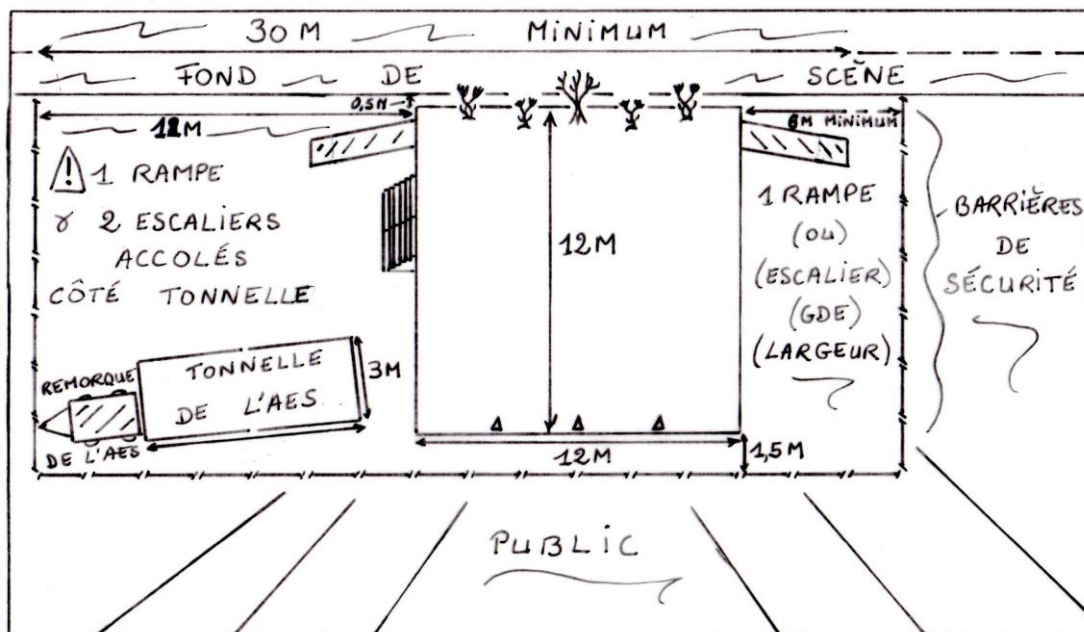 30 M MINIMUM
FOND DE SCÈNE
0,5M
12M
6M MINIMUM
⚠ 1 RAMPE
& 2 ESCALIERS
ACCOLÉS
CÔTÉ TONNELLE
12M
1 RAMPE
(OU)
(ESCALIER)
(GDE)
(LARGEUR)
BARRIÈRES
DE
SÉCURITÉ
REMORQUE
DE L'AES
TONNELLE
DE L'AES
3M
12M
1,5M
PUBLIC